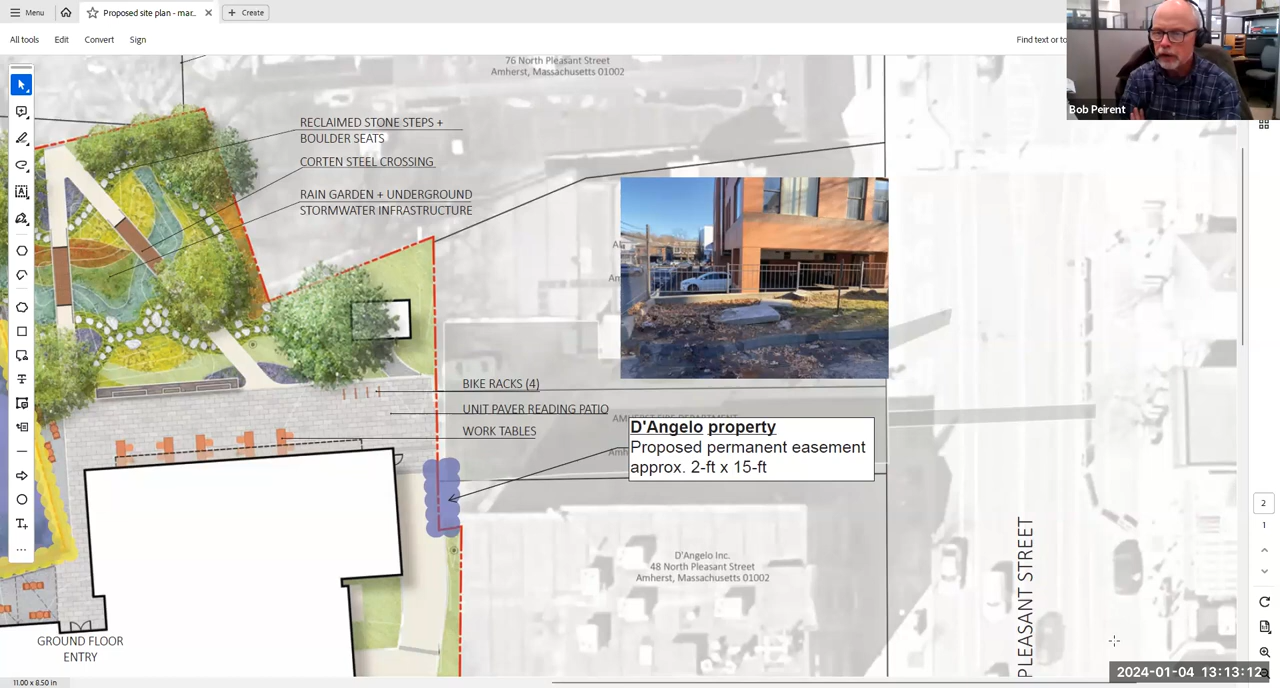 Menu
Proposed site plan - mar...
Create
All tools
Edit
Convert
Sign
Find text or to
Bob Peirent
76 North Pleasant Street
Amherst, Massachusetts 01002
RECLAIMED STONE STEPS +
BOULDER SEATS
CORTEN STEEL CROSSING
RAIN GARDEN + UNDERGROUND
STORMWATER INFRASTRUCTURE
BIKE RACKS (4)
UNIT PAVER READING PATIO
WORK TABLES
D'Angelo property
Proposed permanent easement
approx. 2-ft x 15-ft
D'Angelo Inc.
48 North Pleasant Street
Amherst, Massachusetts 01002
PLEASANT STREET
GROUND FLOOR
ENTRY
2
1
11.00 x 8.50 in
2024-01-04 13:13:12